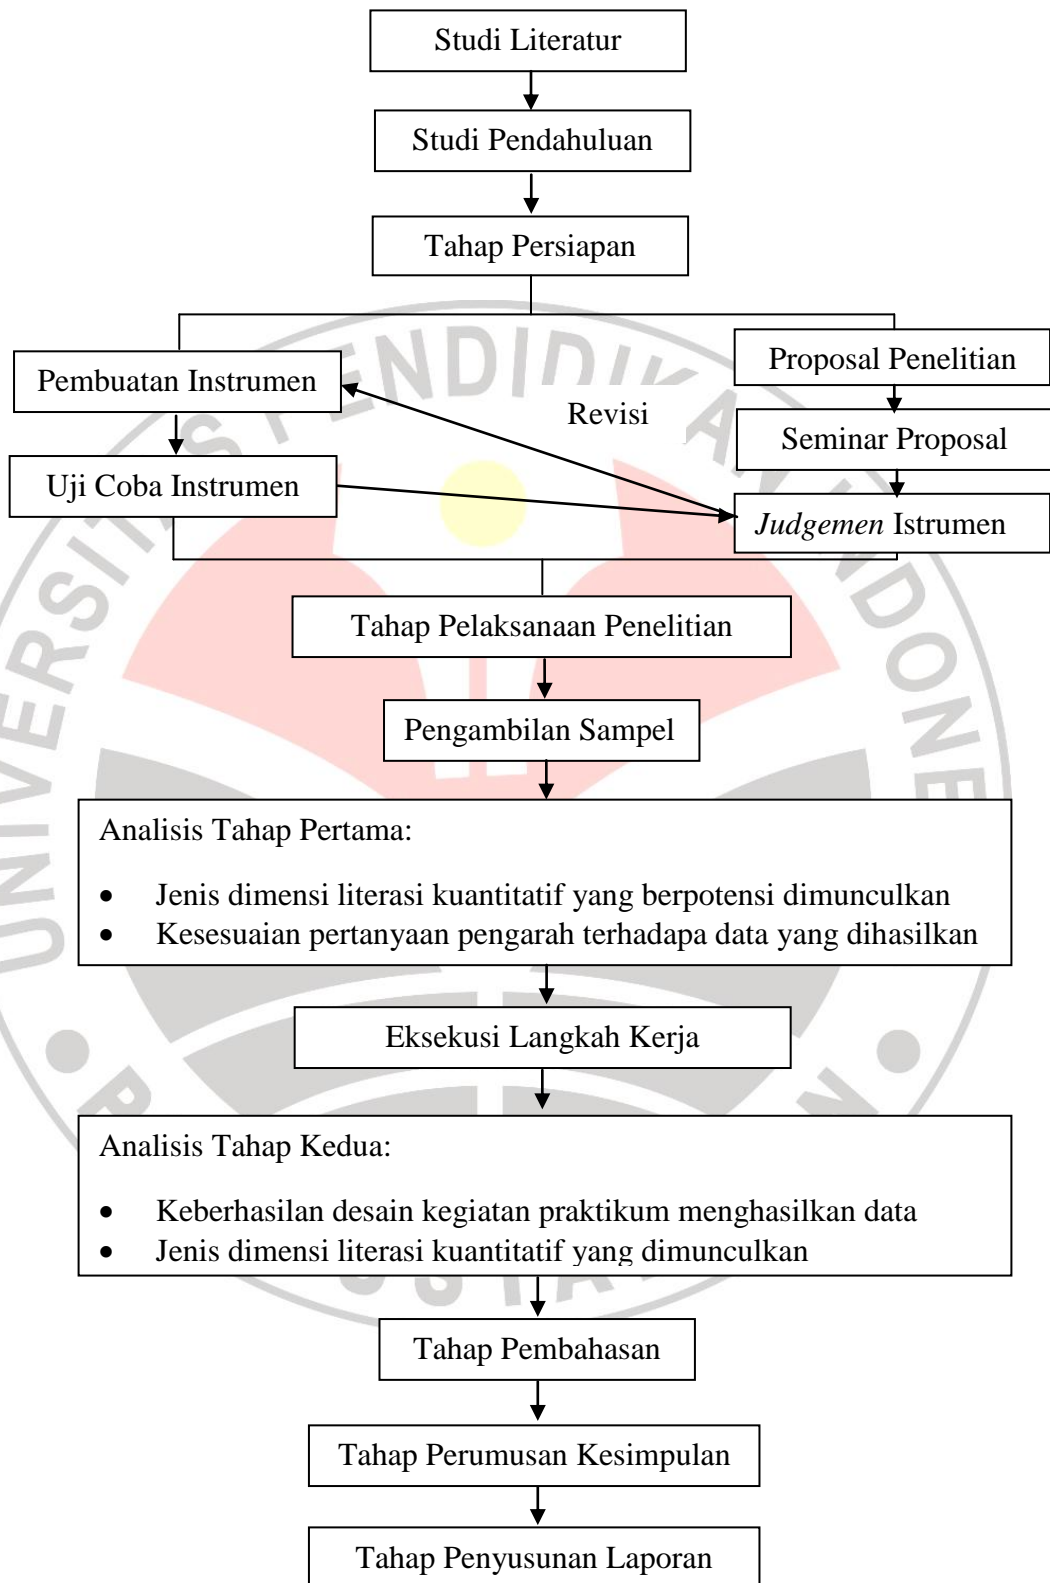 Studi Literatur
Studi Pendahuluan
Tahap Persiapan
Pembuatan Instrumen
Proposal Penelitian
Revisi
Seminar Proposal
Uji Coba Instrumen
Judgemen Istrumen
Tahap Pelaksanaan Penelitian
Pengambilan Sampel
Analisis Tahap Pertama:
• Jenis dimensi literasi kuantitatif yang berpotensi dimunculkan
• Kesesuaian pertanyaan pengarah terhadapa data yang dihasilkan
Eksekusi Langkah Kerja
Analisis Tahap Kedua:
• Keberhasilan desain kegiatan praktikum menghasilkan data
• Jenis dimensi literasi kuantitatif yang dimunculkan
Tahap Pembahasan
Tahap Perumusan Kesimpulan
Tahap Penyusunan Laporan